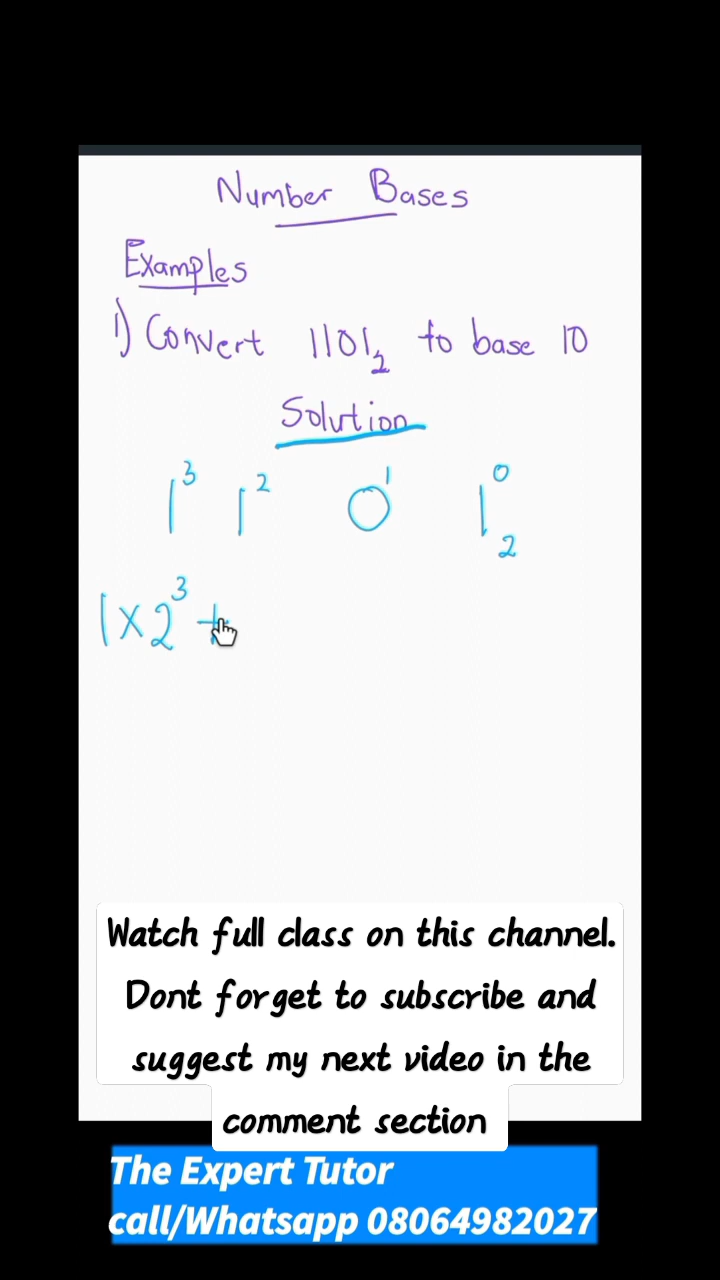 Number Bases
Examples
1) Convert 1101₂ to base 10
Solution
1³ 1² 0¹ 1⁰₂
1×2³ +
Watch full class on this channel.
Dont forget to subscribe and
suggest my next video in the
comment section
The Expert Tutor
call/Whatsapp 08064982027